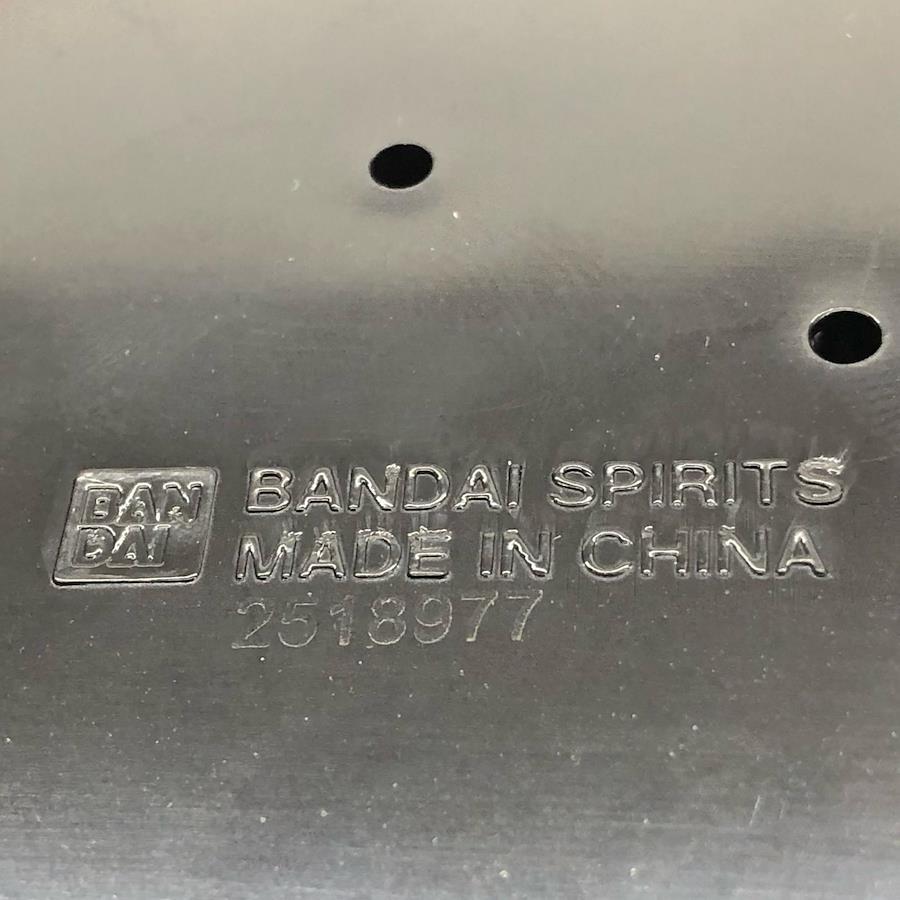 BAN
DAI
BANDAI SPIRITS
MADE IN CHINA
2518977